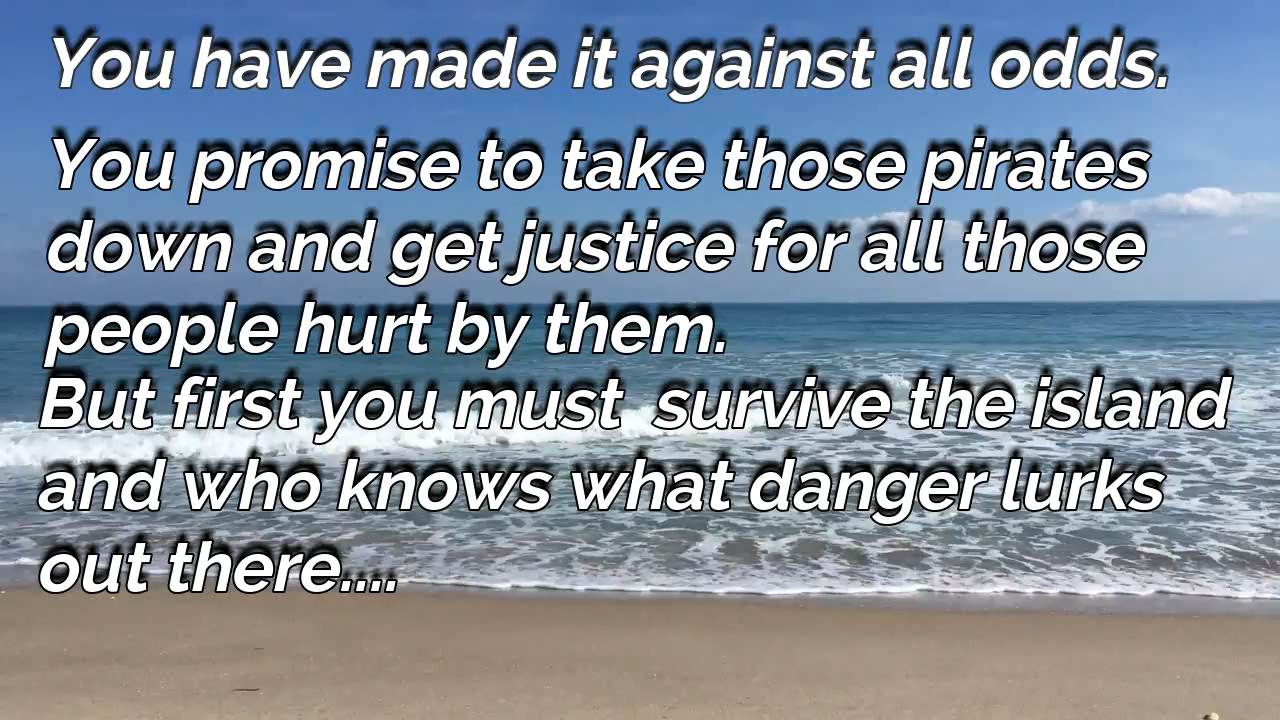 You have made it against all odds.
You promise to take those pirates
down and get justice for all those
people hurt by them.
But first you must  survive the island
and who knows what danger lurks
out there....